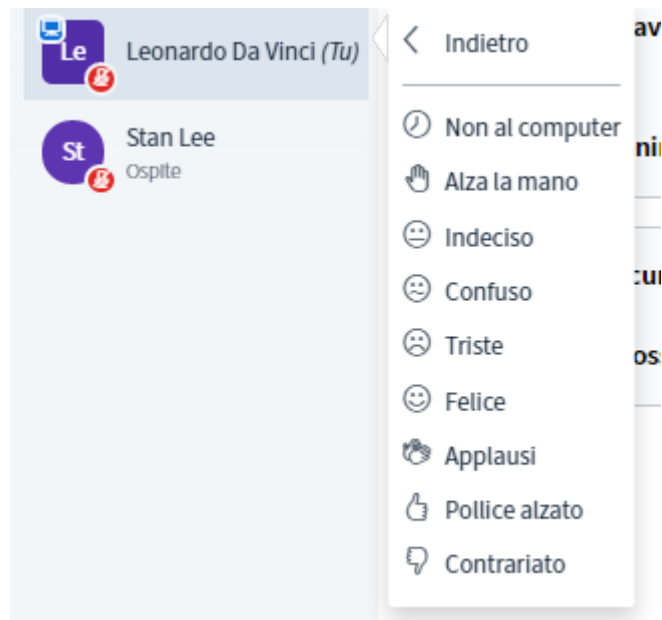 Le
Leonardo Da Vinci (Tu)
St
Stan Lee
Ospite
Indietro
Non al computer
Alza la mano
Indeciso
Confuso
Triste
Felice
Applausi
Pollice alzato
Contrariato
av